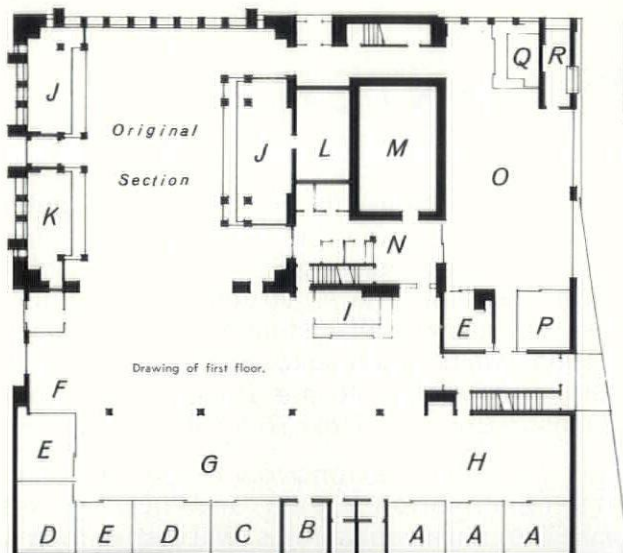 Q R
J
Original
J L M
Section O
K
N
I
E P
Drawing of first floor.
F
E
G H
D E D C B A A A